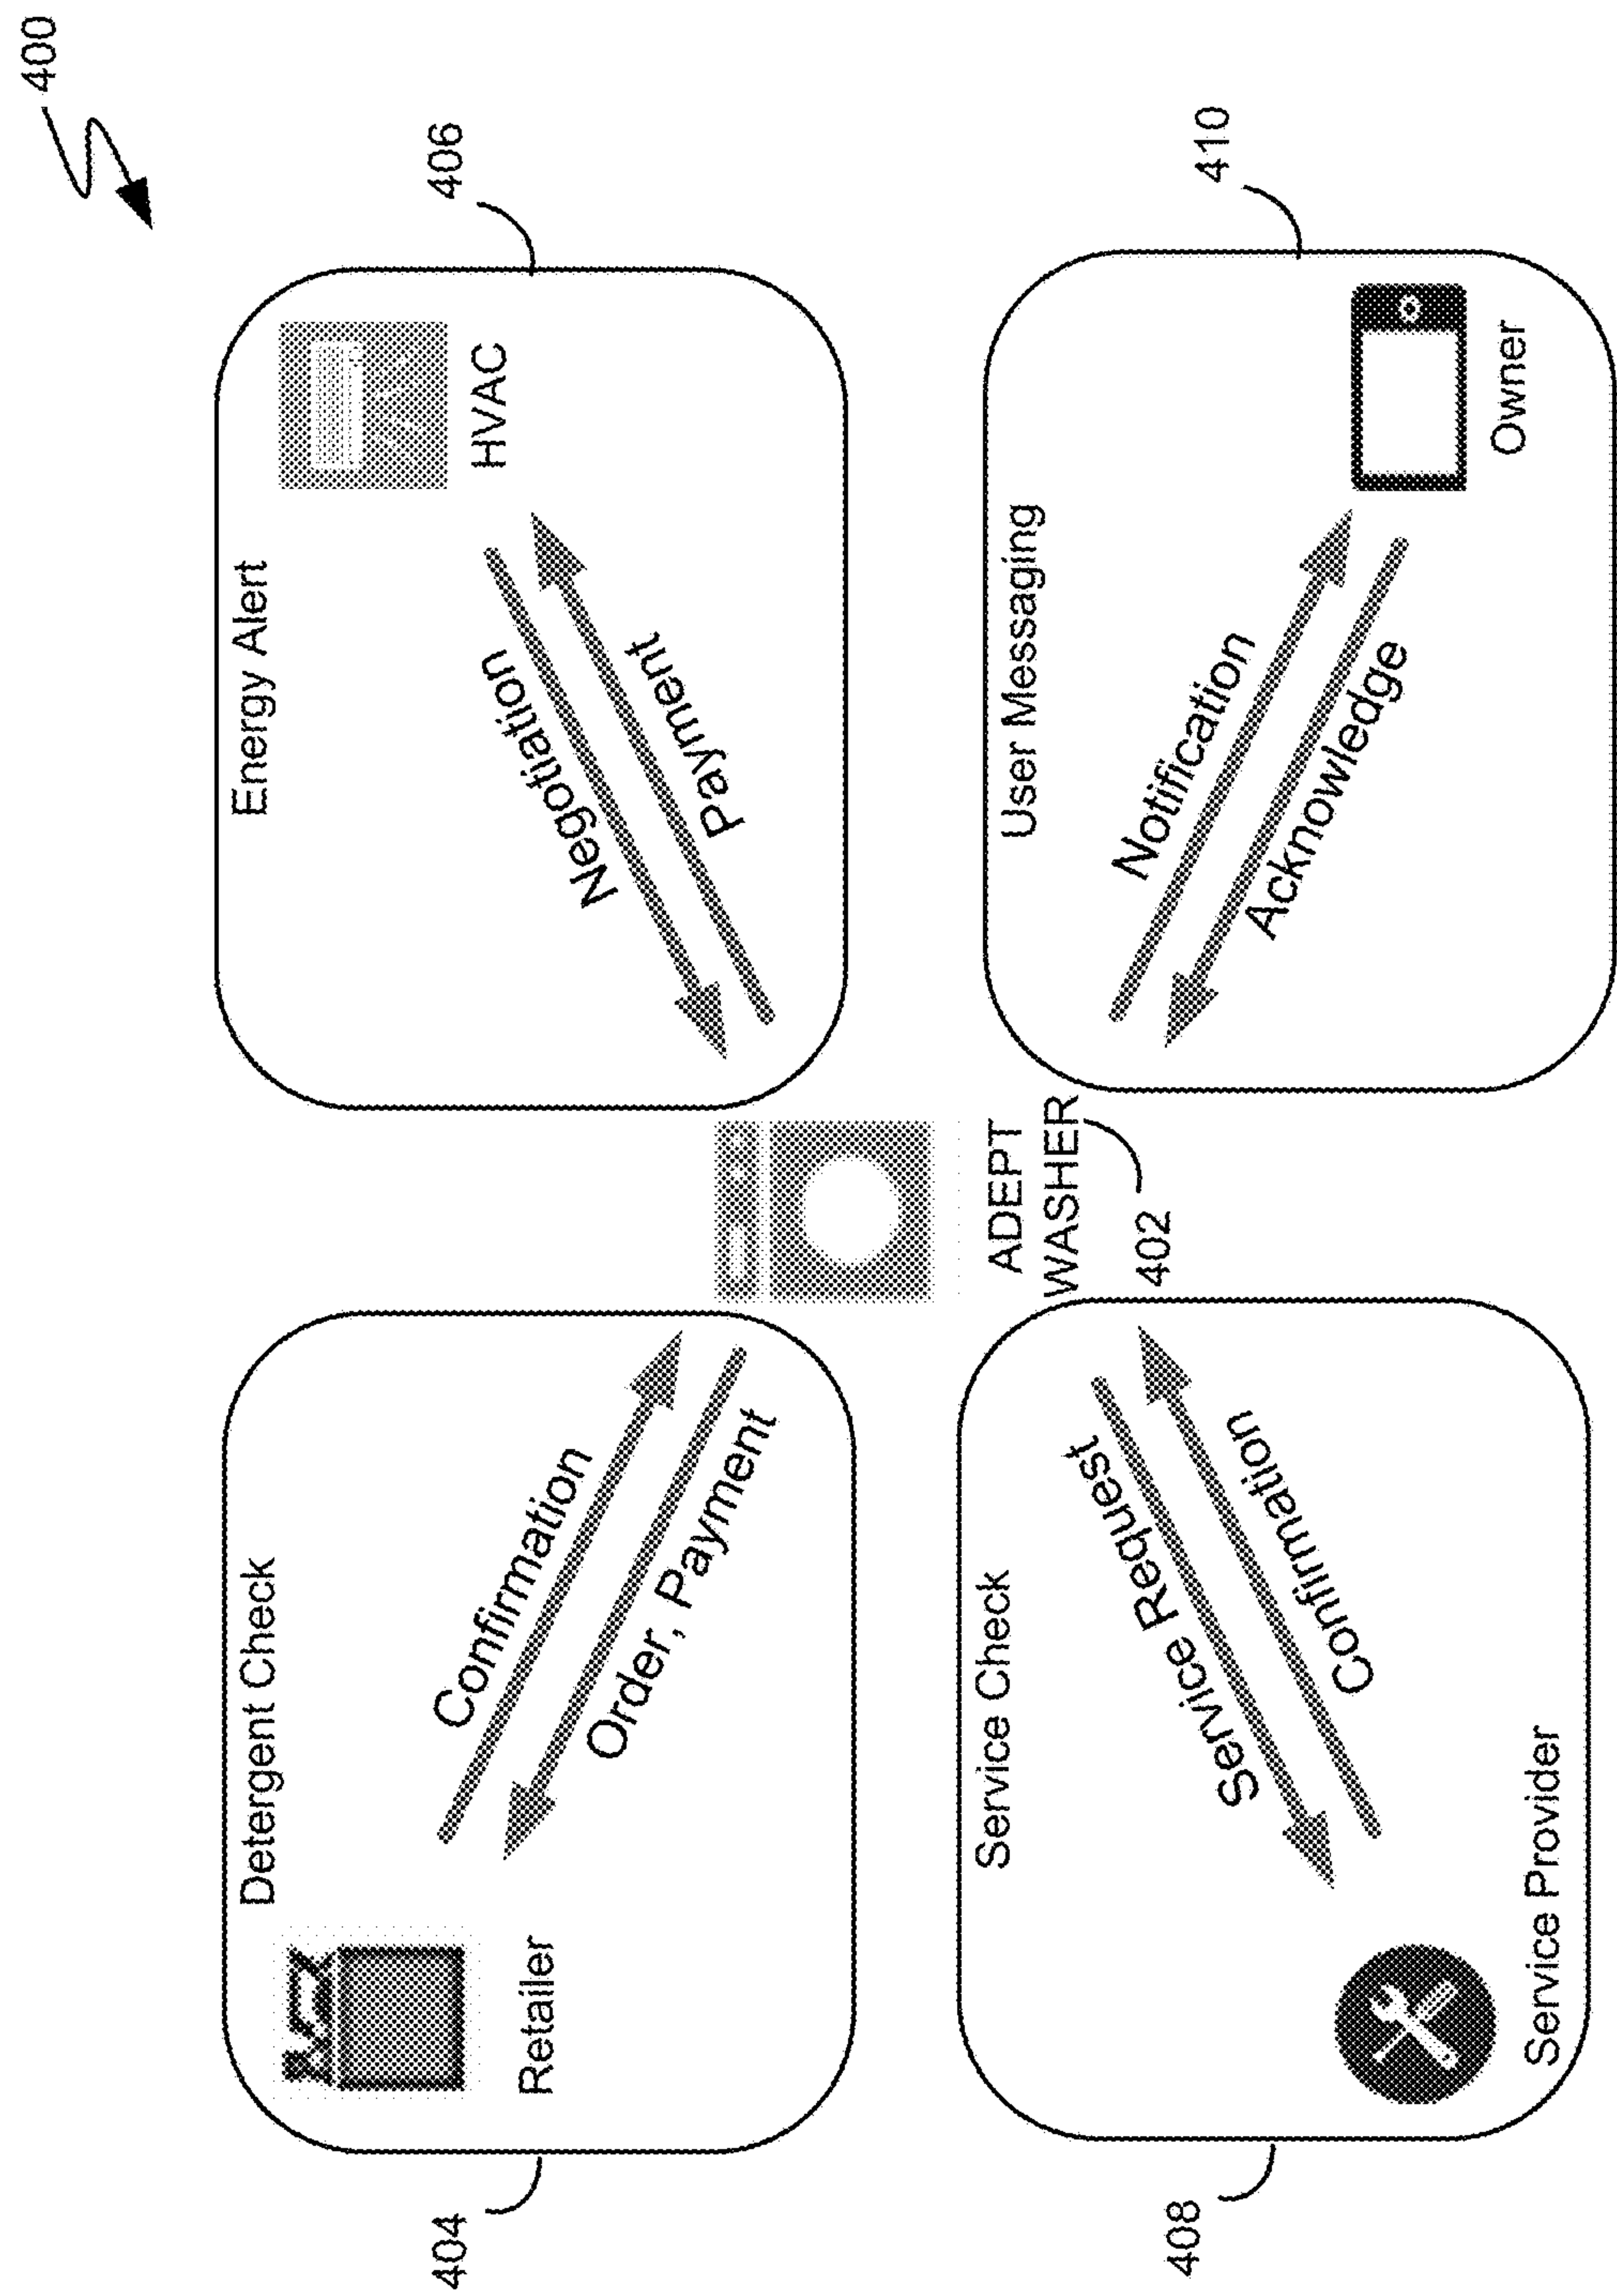 400
404
Detergent Check
Retailer
Confirmation
Order, Payment
406
Energy Alert
HVAC
Negotiation
Payment
ADEPT
WASHER
402
408
Service Check
Service Request
Confirmation
Service Provider
410
User Messaging
Notification
Acknowledge
Owner